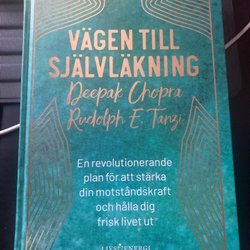 VÄGEN TILL
SJÄLVLÄKNING
Deepak Chopra
Rudolph E. Tanzi
En revolutionerande
plan för att stärka
din motståndskraft
och hålla dig
frisk livet ut
LIVSENERGI